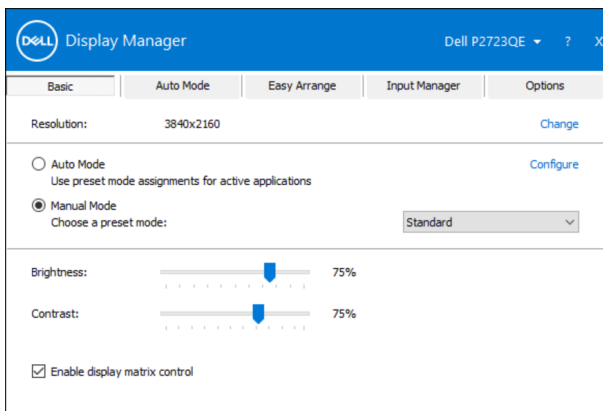 DELL Display Manager Dell P2723QE ? X
Basic Auto Mode Easy Arrange Input Manager Options
Resolution: 3840x2160 Change
Auto Mode Configure
Use preset mode assignments for active applications
Manual Mode
Choose a preset mode: Standard
Brightness: 75%
Contrast: 75%
Enable display matrix control